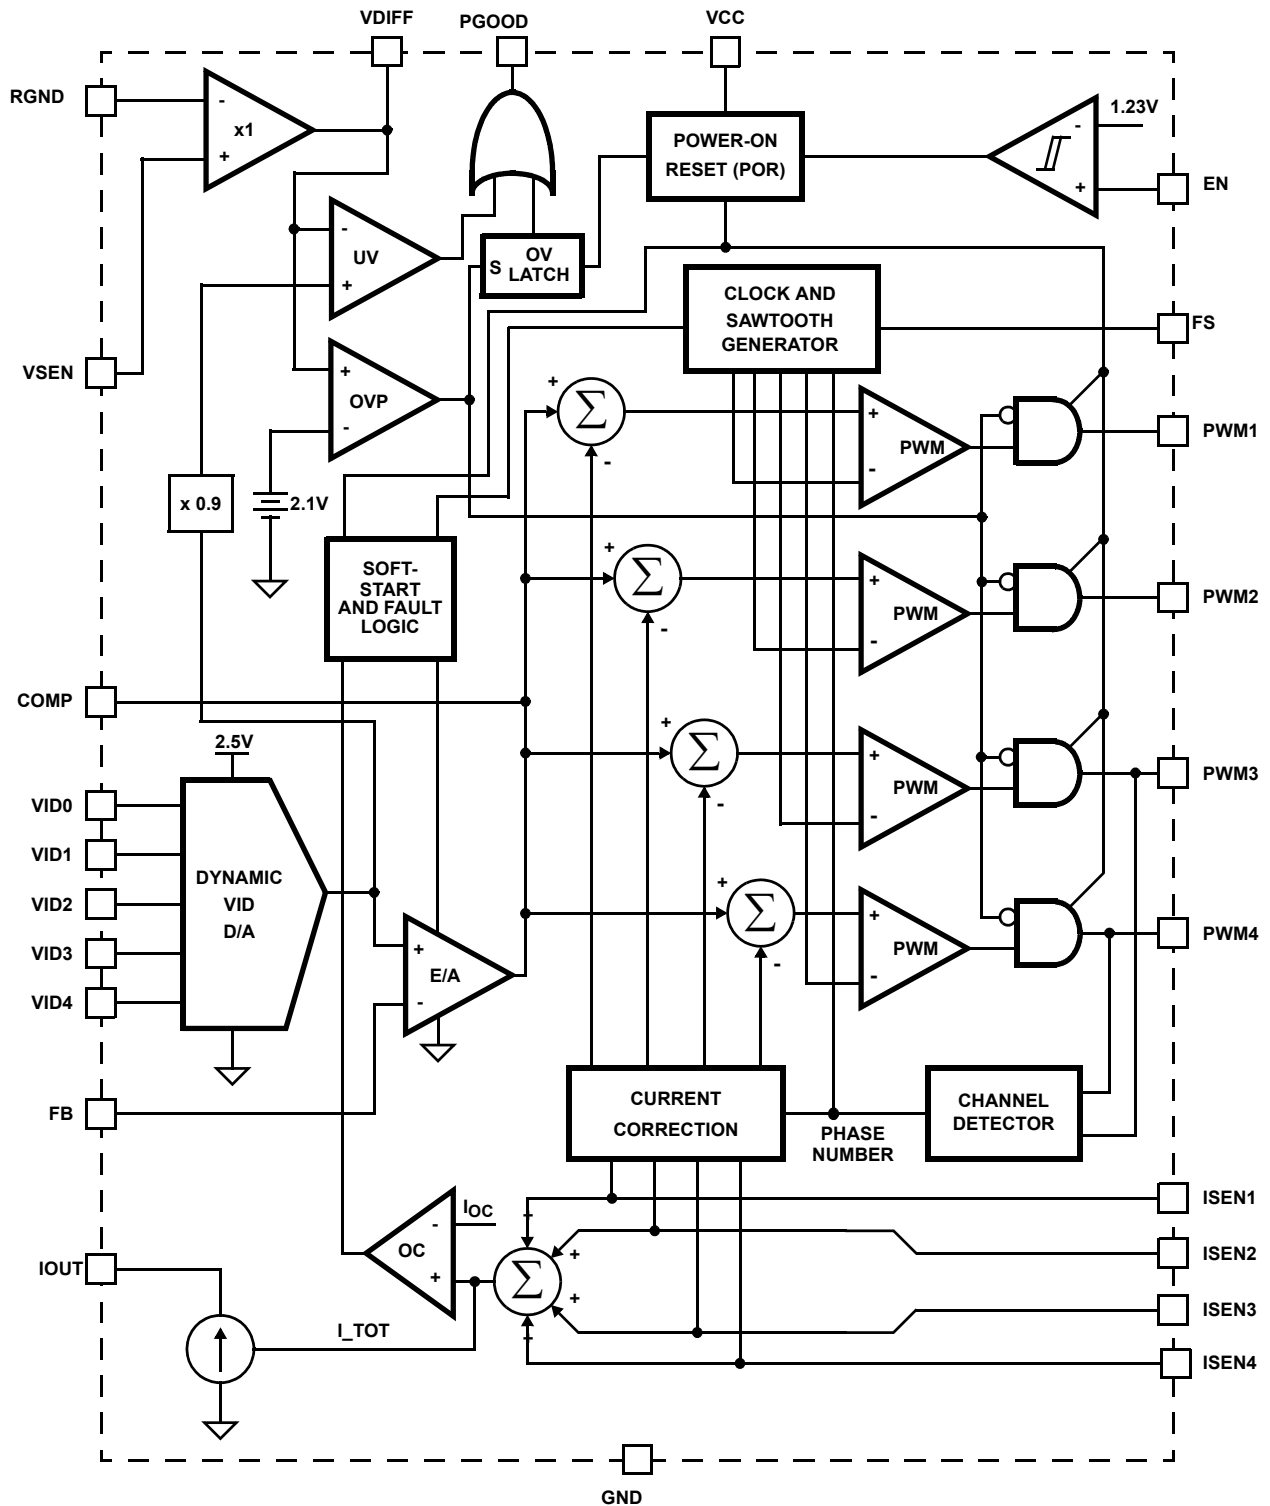 VDIFF
PGOOD
VCC
RGND
-
x1
+
POWER-ON
RESET (POR)
1.23V
-
+
EN
-
UV
+
S
OV
LATCH
CLOCK AND
SAWTOOTH
GENERATOR
FS
VSEN
+
OVP
-
+
Σ
-
+
PWM
-
PWM1
x 0.9
2.1V
SOFT-
START
AND FAULT
LOGIC
+
Σ
-
+
PWM
-
PWM2
COMP
2.5V
+
Σ
-
+
PWM
-
PWM3
VID0
VID1
VID2
VID3
VID4
DYNAMIC
VID
D/A
+
E/A
-
+
Σ
-
+
PWM
-
PWM4
FB
CURRENT
CORRECTION
PHASE
NUMBER
CHANNEL
DETECTOR
IOC
-
OC
+
+
+
Σ
+
+
ISEN1
ISEN2
ISEN3
ISEN4
IOUT
I_TOT
GND